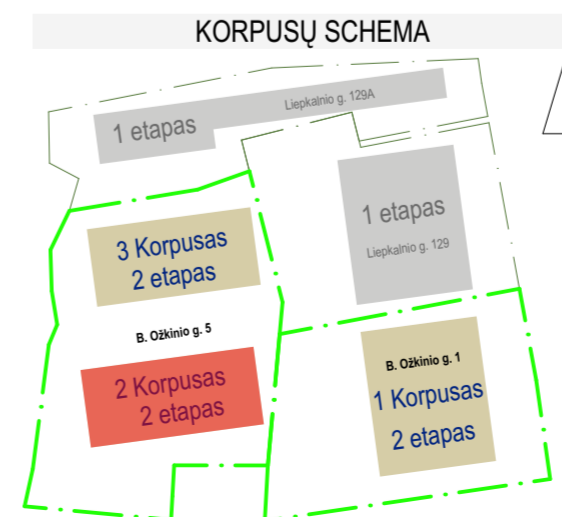 KORPUSŲ SCHEMA
Liepkalnio g. 129A
1 etapas
1 etapas
Liepkalnio g. 129
3 Korpusas
2 etapas
B. Ožkinio g. 5
2 Korpusas
2 etapas
B. Ožkinio g. 1
1 Korpusas
2 etapas